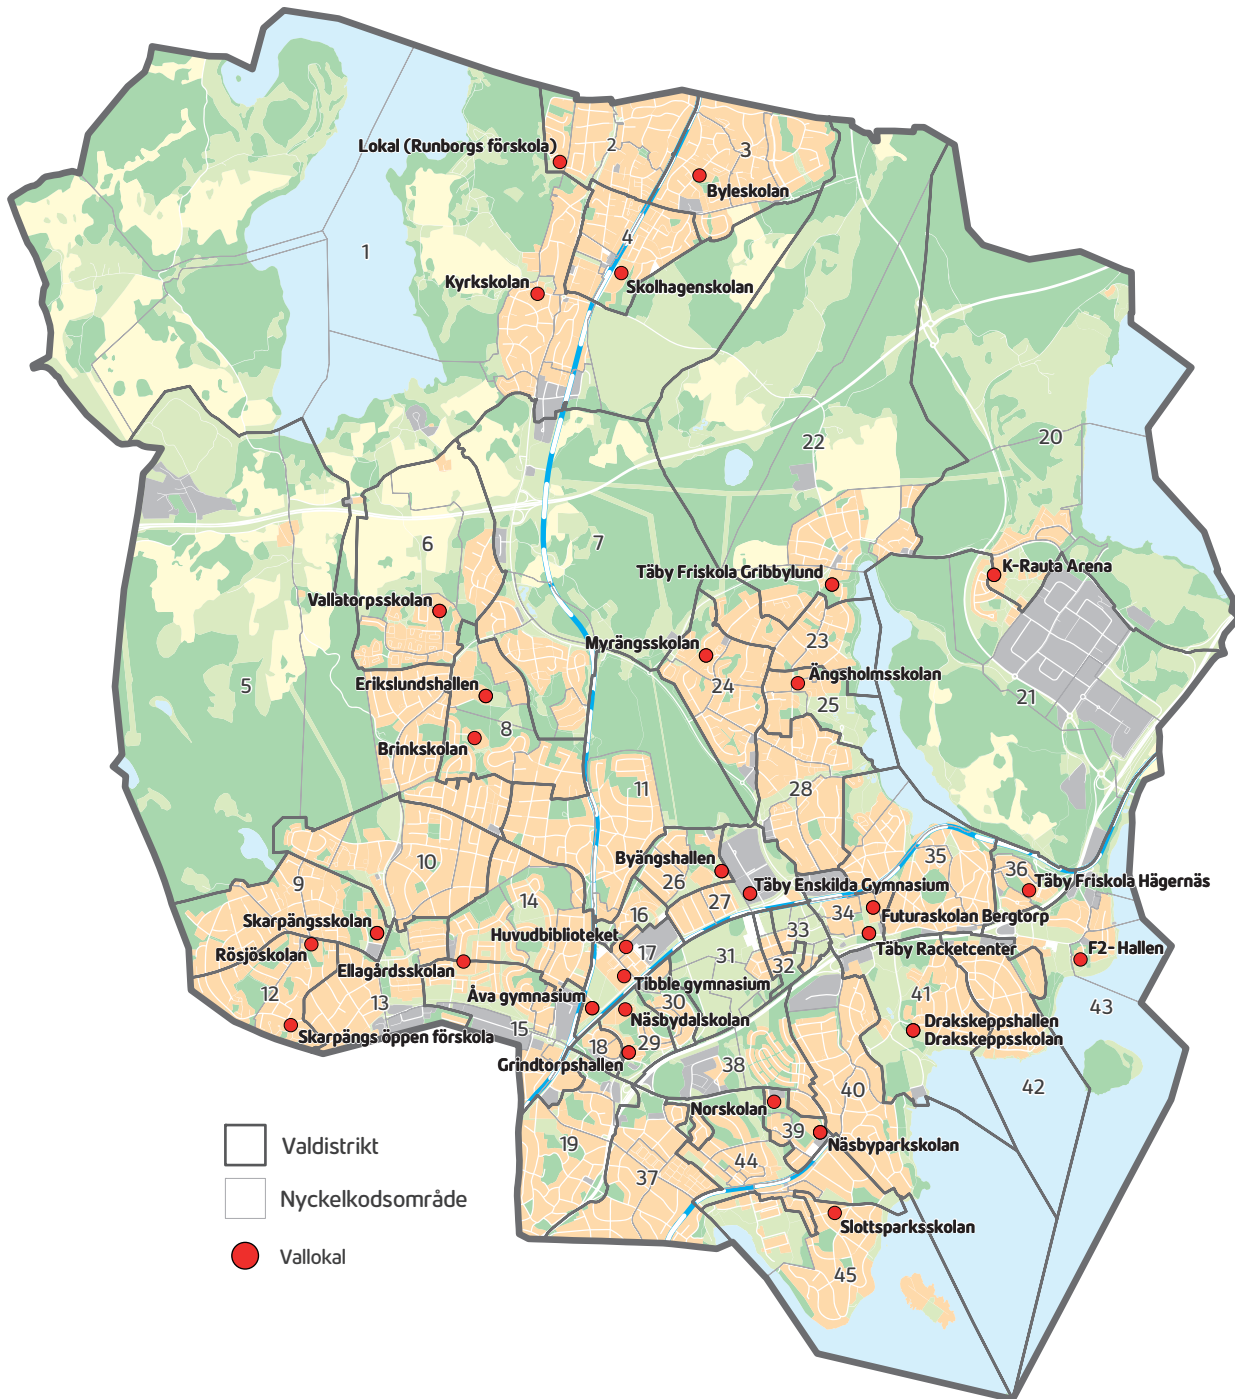 2
3
Lokal (Runborgs förskola)
Byleskolan
4
1
Kyrkskolan
Skolhagenskolan
20
22
6
7
Täby Friskola Gribbylund
K-Rauta Arena
Vallatorpsskolan
Myrängsskolan
23
Ängsholmsskolan
5
Erikslundshallen
24
25
21
8
Brinkskolan
11
28
10
Byängshallen
35
9
26
36
Täby Enskilda Gymnasium
Täby Friskola Hägernäs
14
27
Skarpängsskolan
16
34
Futuraskolan Bergtorp
Huvudbiblioteket
33
Rösjöskolan
17
31
Täby Racketcenter
F2-Hallen
Ellagårdsskolan
32
Tibble gymnasium
12
13
Åva gymnasium
30
41
43
Näsbydalskolan
Drakskeppshallen
Drakskeppsskolan
15
Skarpängs öppen förskola
18
29
Grindtorpshallen
38
42
40
Norskolan
39
Valdistrikt
19
Näsbyparkskolan
44
37
Nyckelkodsområde
Slottsparksskolan
Vallokal
45